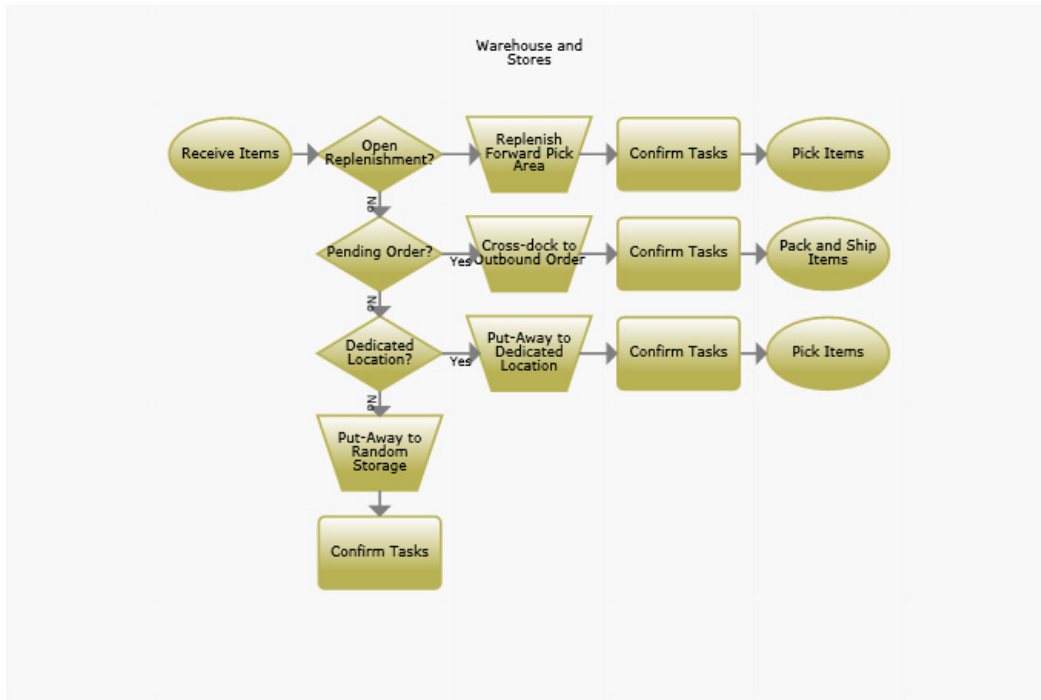 Warehouse and
Stores
Receive Items
Open
Replenishment?
Replenish
Forward Pick
Area
Confirm Tasks
Pick Items
No
Pending Order?
Yes
Cross-dock to
Outbound Order
Confirm Tasks
Pack and Ship
Items
No
Dedicated
Location?
Yes
Put-Away to
Dedicated
Location
Confirm Tasks
Pick Items
No
Put-Away to
Random
Storage
Confirm Tasks